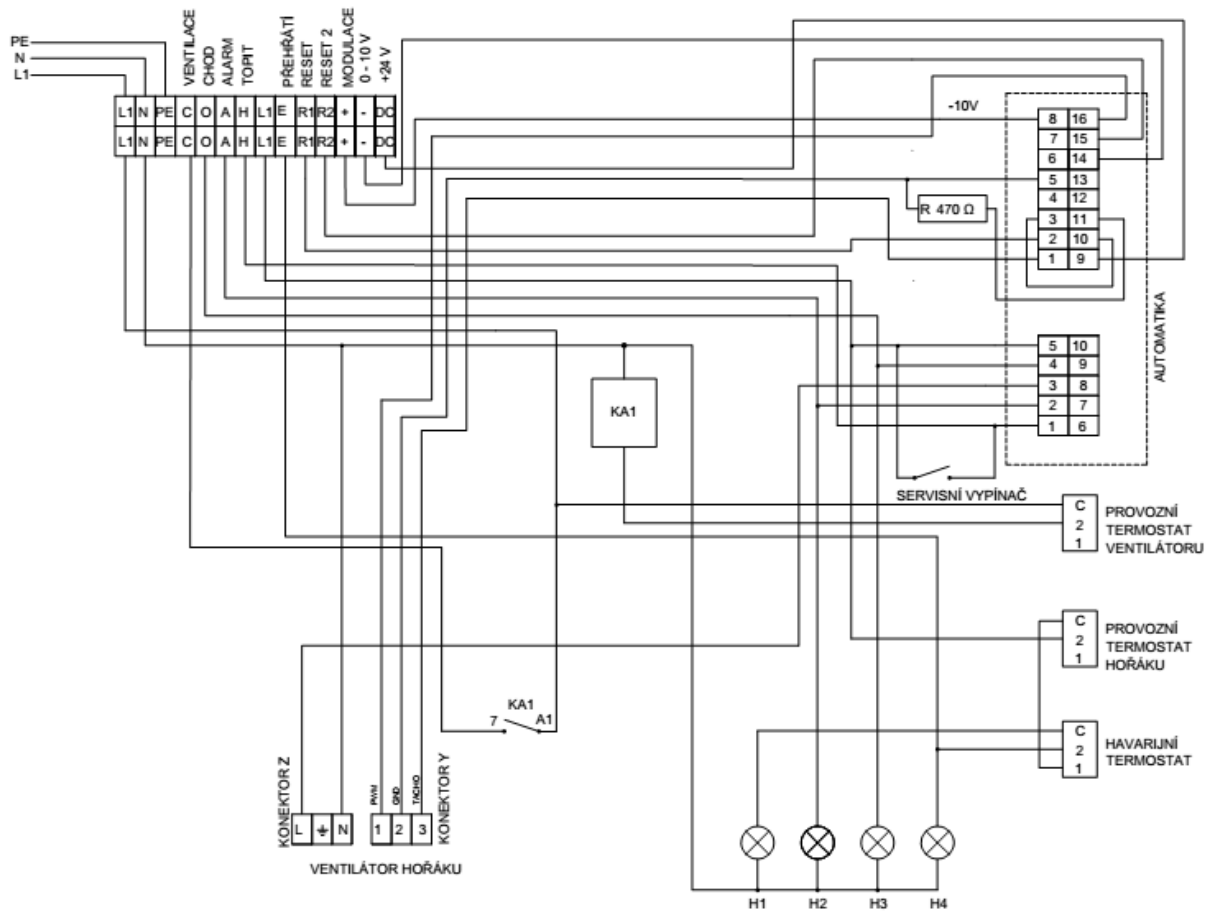 PE
N
L1
VENTILACE
CHOD
ALARM
TOPIT
PŘEHŘÁTÍ
RESET
RESET 2
MODULACE
0 - 10 V
+24 V
L1 N PE C O A H L1 E R1 R2 + - DC
L1 N PE C O A H L1 E R1 R2 + - DC
-10V
8 16
7 15
6 14
5 13
4 12
3 11
2 10
1 9
R 470 Ω
AUTOMATIKA
5 10
4 9
3 8
2 7
1 6
KA1
SERVISNÍ VYPÍNAČ
C
2
1
PROVOZNÍ
TERMOSTAT
VENTILÁTORU
C
2
1
PROVOZNÍ
TERMOSTAT
HOŘÁKU
KA1
7 A1
C
2
1
HAVARIJNÍ
TERMOSTAT
KONEKTOR Z
L N
PWM
GND
TACHO
1 2 3
KONEKTOR Y
VENTILÁTOR HOŘÁKU
H1 H2 H3 H4